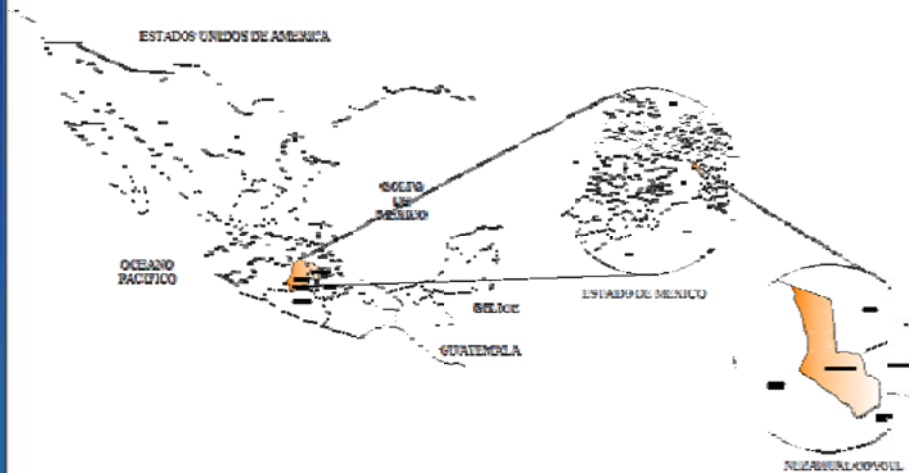 ESTADOS UNIDOS DE AMERICA
GOLFO
DE
MEXICO
OCEANO
PACIFICO
BELICE
GUATEMALA
ESTADO DE MEXICO
NEZAHUALCOYOTL